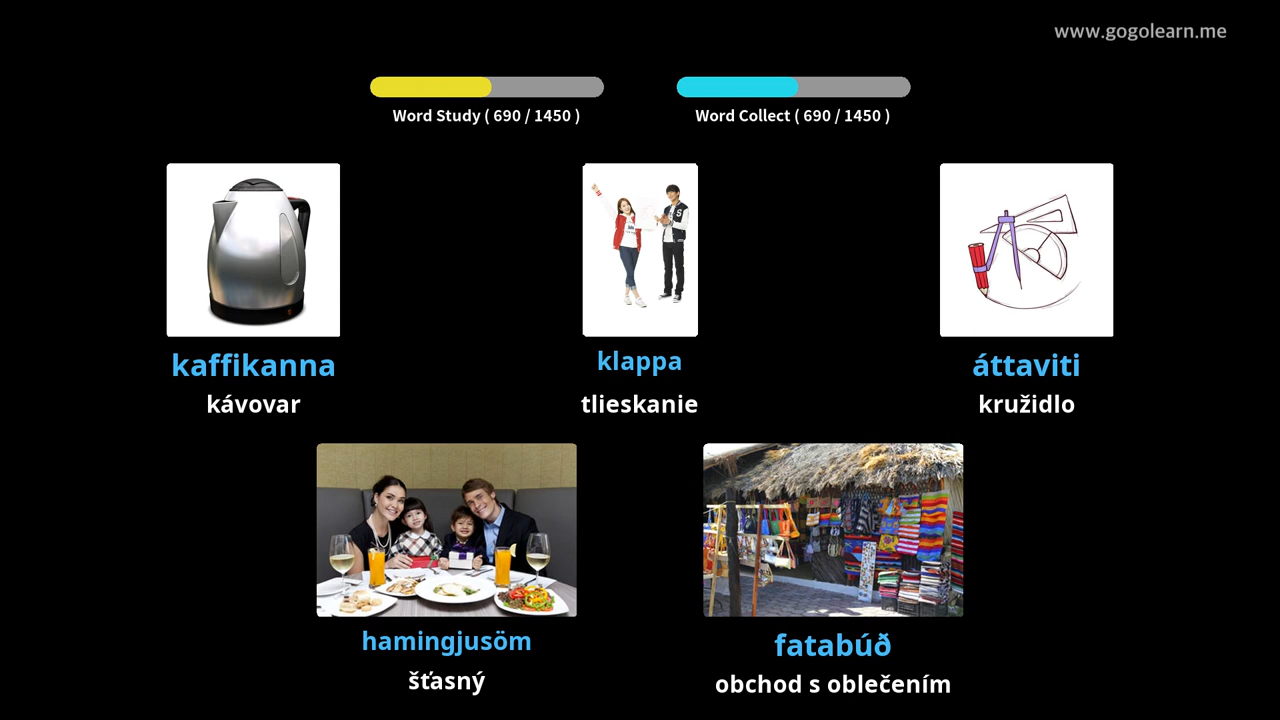 www.gogolearn.me
Word Study ( 690 / 1450 )
Word Collect ( 690 / 1450 )
kaffikanna
klappa
áttaviti
kávovar
tlieskanie
kružidlo
hamingjusöm
fatabúð
šťasný
obchod s oblečením